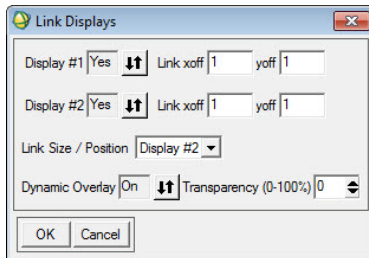 Link Displays
Display #1 Yes Link xoff 1 yoff 1
Display #2 Yes Link xoff 1 yoff 1
Link Size / Position Display #2
Dynamic Overlay On Transparency (0-100%) 0
OK Cancel